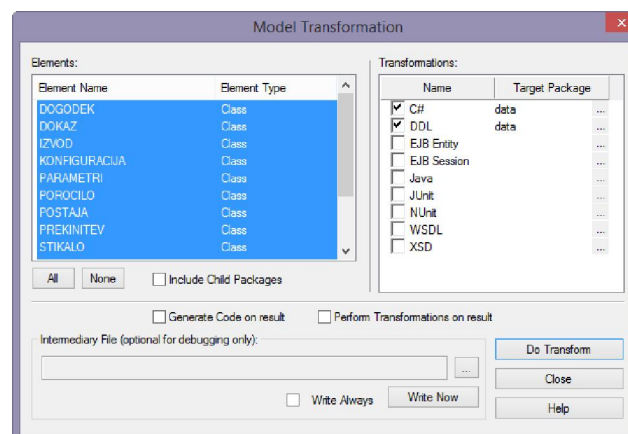 Model Transformation
x
Elements:
Element Name Element Type
DOGODEK Class
DOKAZ Class
IZVOD Class
KONFIGURACIJA Class
PARAMETRI Class
POROCILO Class
POSTAJA Class
PREKINITEV Class
STIKALO Class
All None Include Child Packages
Transformations:
Name Target Package
C# data ...
DDL data ...
EJB Entity ...
EJB Session ...
Java ...
JUnit ...
NUnit ...
WSDL ...
XSD ...
Generate Code on result Perform Transformations on result
Intermediary File (optional for debugging only):
...
Write Always Write Now
Do Transform
Close
Help